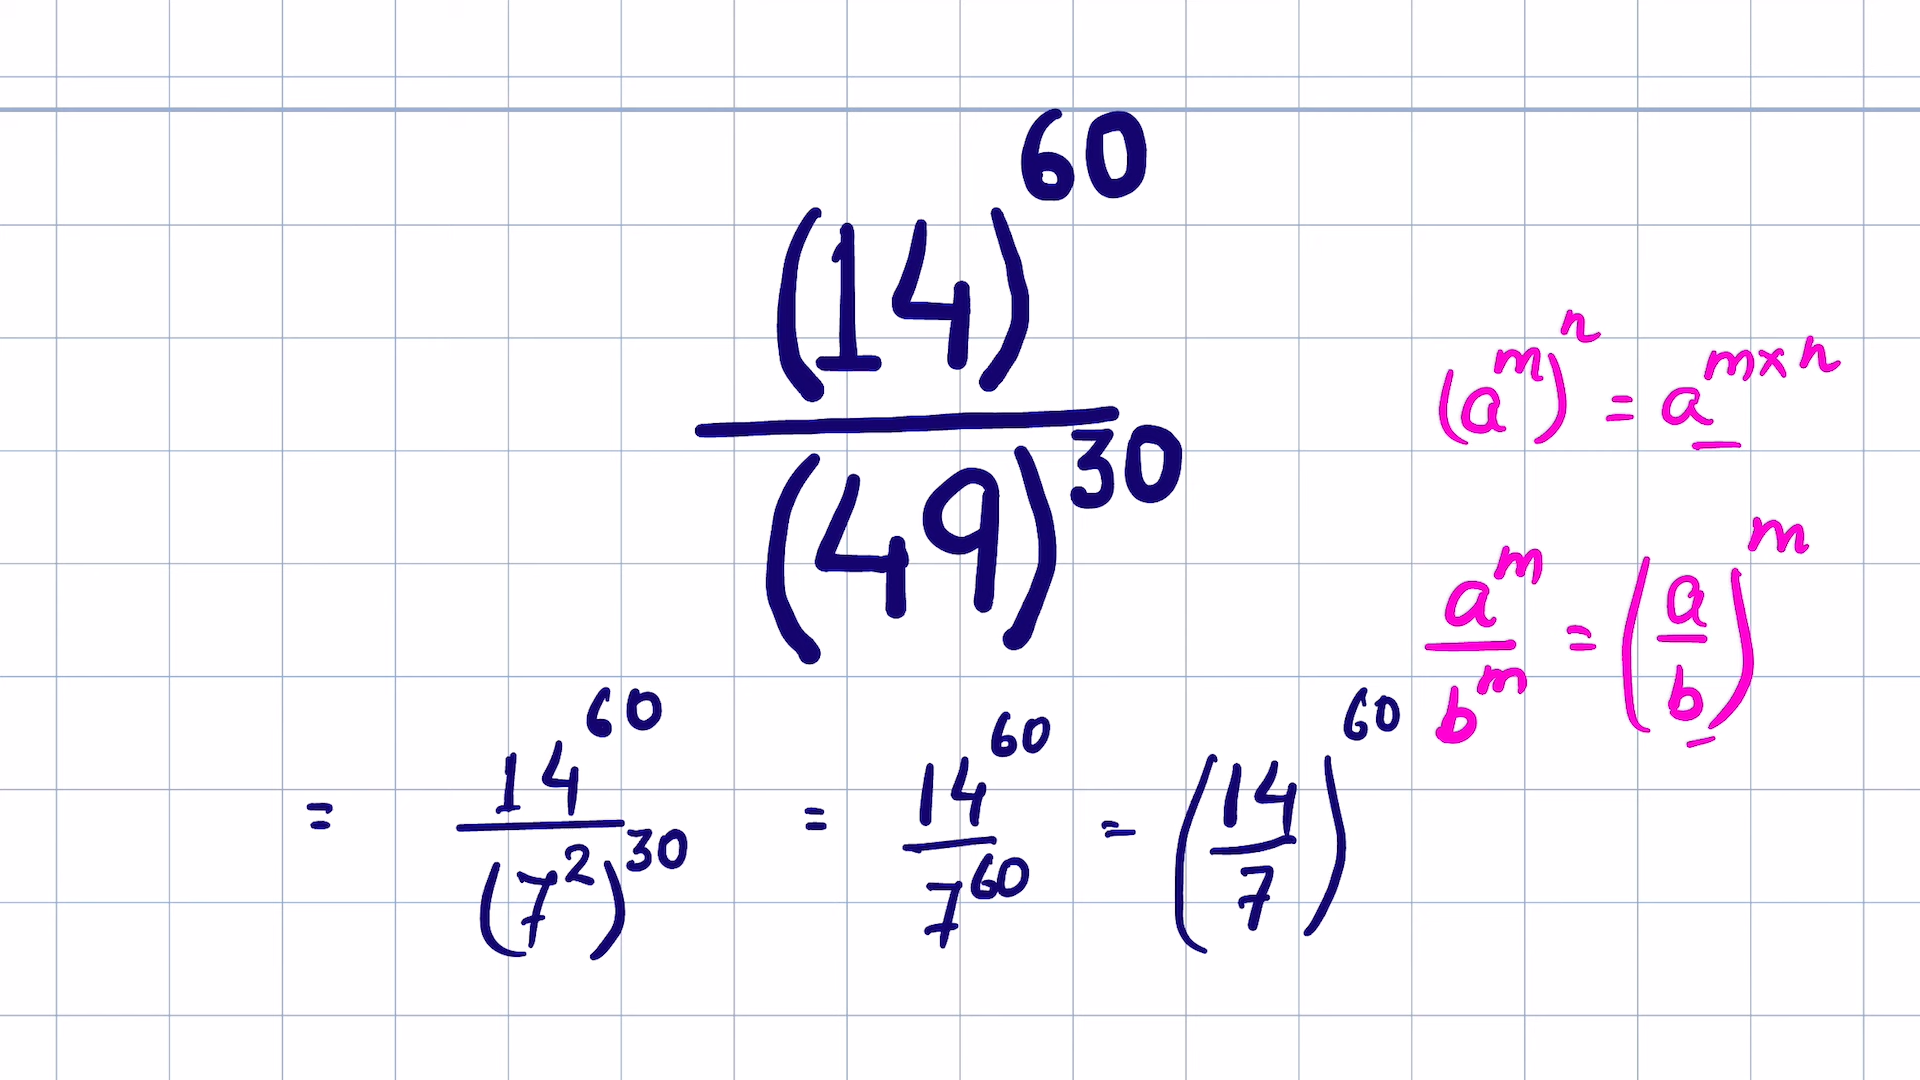 (14)^60 / (49)^30
(a^m)^n = a^(m×n)
a^m / b^m = (a/b)^m
= 14^60 / (7^2)^30 = 14^60 / 7^60 = (14/7)^60